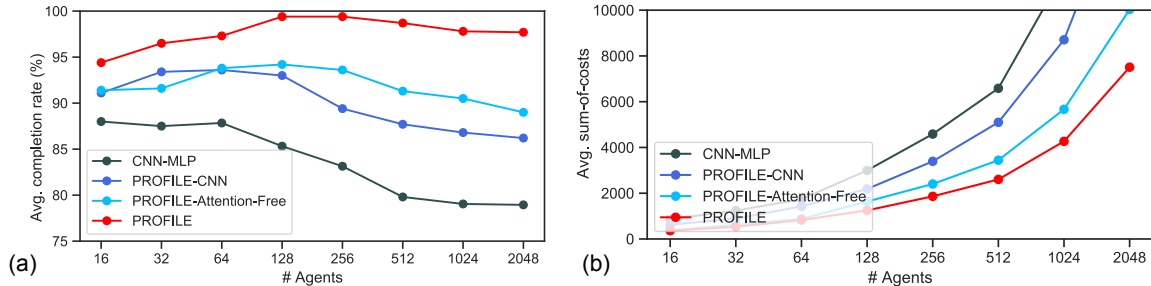 100
95
90
85
80
75
Avg. completion rate (%)
CNN-MLP
PROFILE-CNN
PROFILE-Attention-Free
PROFILE
16 32 64 128 256 512 1024 2048
# Agents
(a)
10000
8000
6000
4000
2000
0
Avg. sum-of-costs
CNN-MLP
PROFILE-CNN
PROFILE-Attention-Free
PROFILE
16 32 64 128 256 512 1024 2048
# Agents
(b)